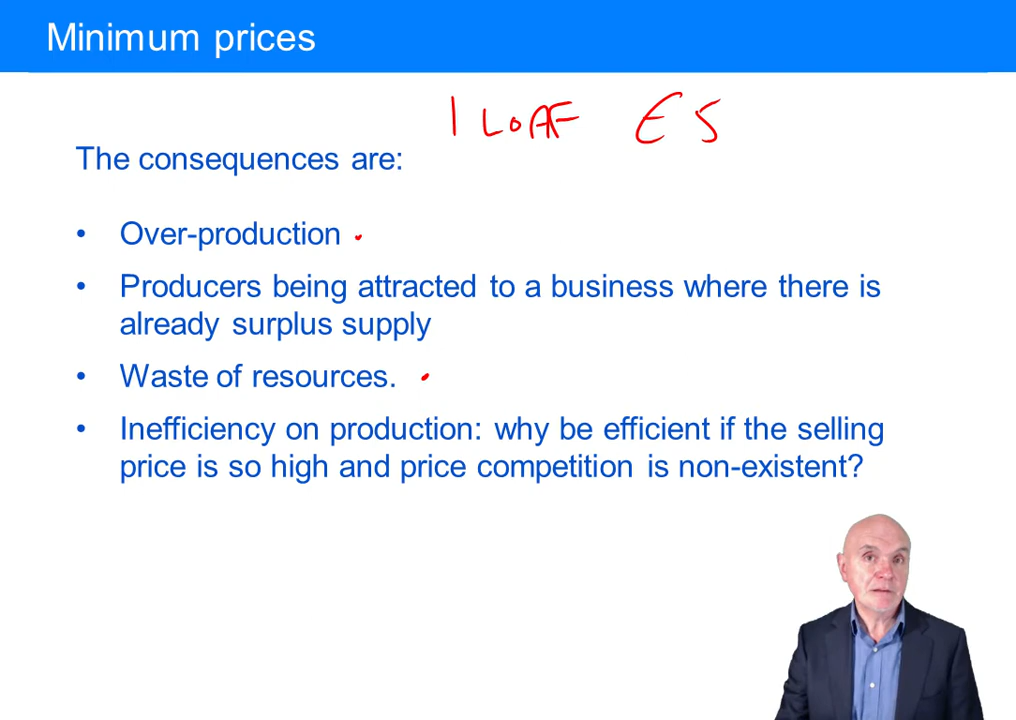 Minimum prices
1 LOAF £5
The consequences are:
• Over-production
• Producers being attracted to a business where there is
already surplus supply
• Waste of resources.
• Inefficiency on production: why be efficient if the selling
price is so high and price competition is non-existent?